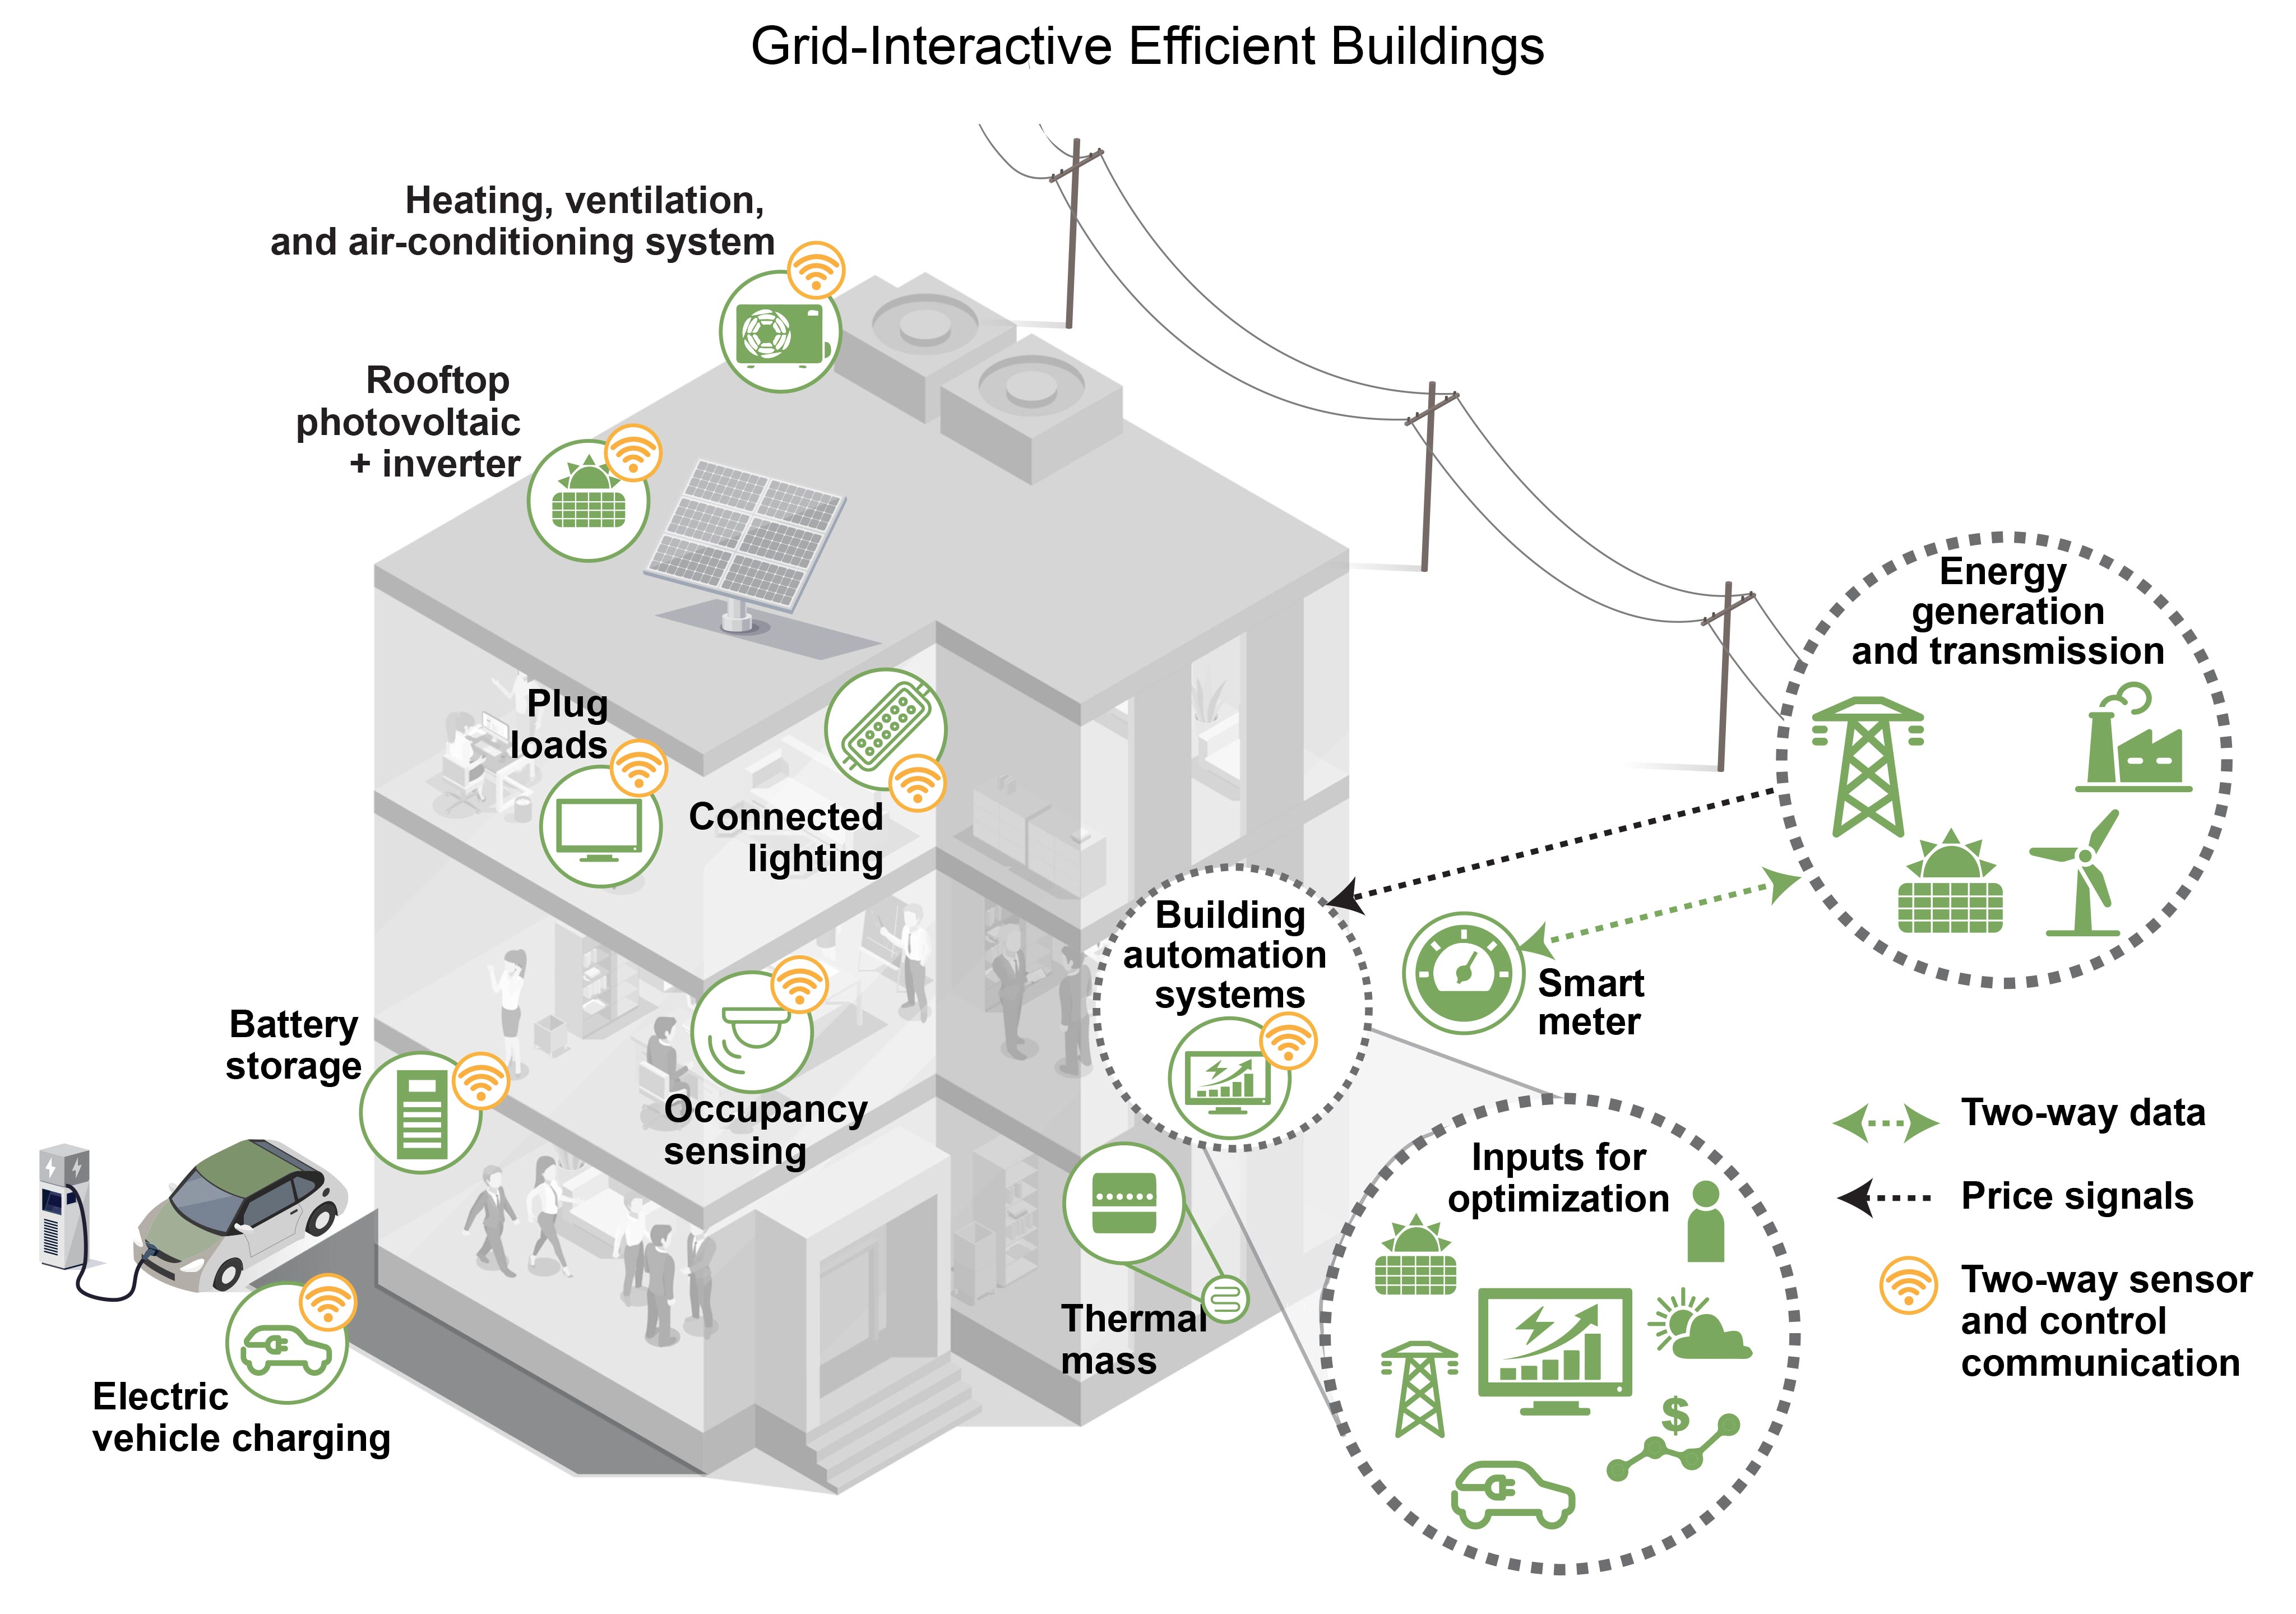 Grid-Interactive Efficient Buildings
Heating, ventilation,
and air-conditioning system
Rooftop
photovoltaic
+ inverter
Energy
generation
and transmission
Plug
loads
Connected
lighting
Building
automation
systems
Smart
meter
Battery
storage
Occupancy
sensing
Two-way data
Inputs for
optimization
$
Price signals
Two-way sensor
and control
communication
Thermal
mass
Electric
vehicle charging